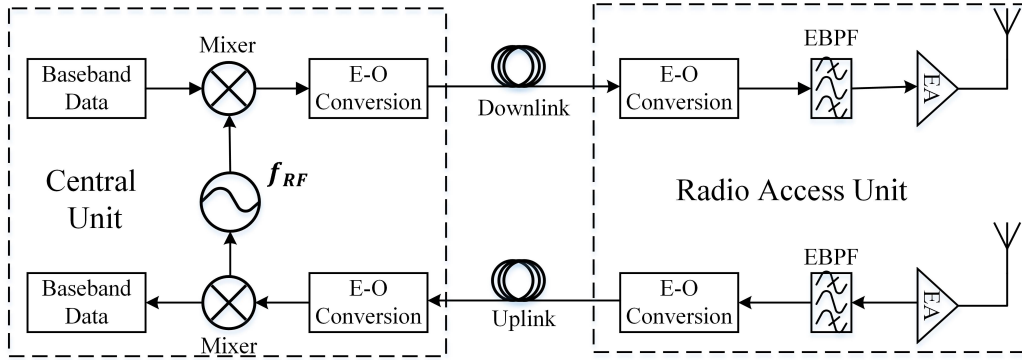 Mixer
EBPF
Baseband
Data
E-O
Conversion
Downlink
E-O
Conversion
EA
Central
Unit
f_RF
Radio Access Unit
EBPF
Baseband
Data
E-O
Conversion
Uplink
E-O
Conversion
EA
Mixer